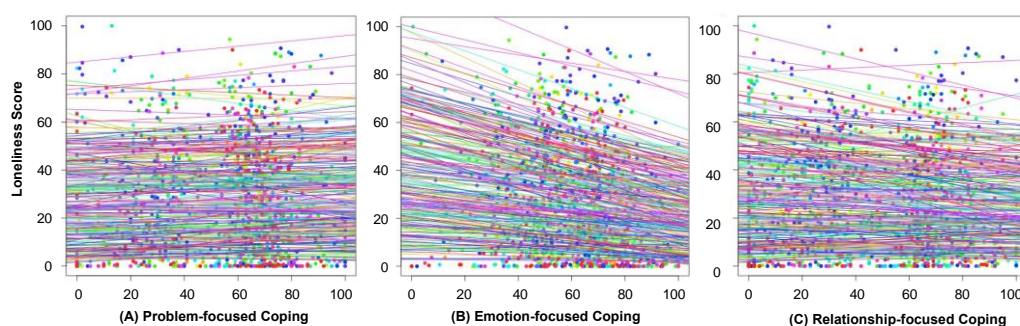 Loneliness Score
100
80
60
40
20
0
0 20 40 60 80 100
(A) Problem-focused Coping
100
80
60
40
20
0
0 20 40 60 80 100
(B) Emotion-focused Coping
100
80
60
40
20
0
0 20 40 60 80 100
(C) Relationship-focused Coping